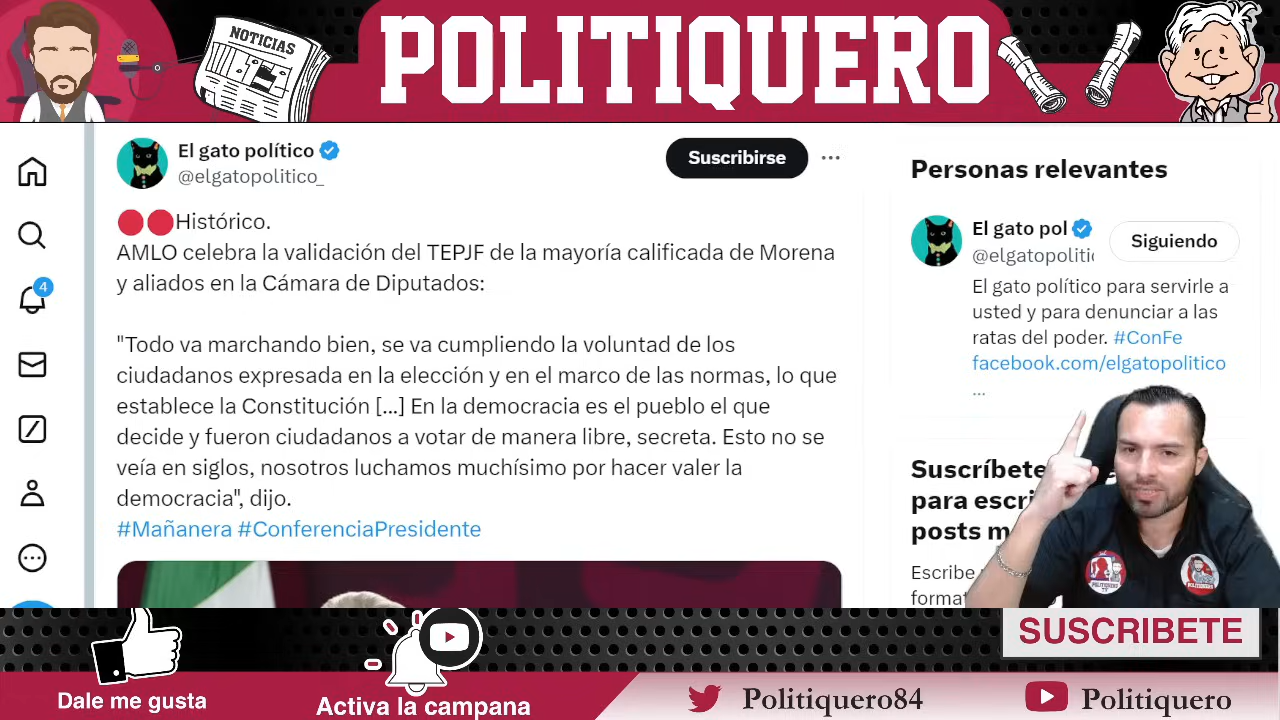 NOTICIAS
POLITIQUERO
El gato político
@elgatopolitico_
Suscribirse
Histórico.
AMLO celebra la validación del TEPJF de la mayoría calificada de Morena
y aliados en la Cámara de Diputados:
"Todo va marchando bien, se va cumpliendo la voluntad de los
ciudadanos expresada en la elección y en el marco de las normas, lo que
establece la Constitución [...] En la democracia es el pueblo el que
decide y fueron ciudadanos a votar de manera libre, secreta. Esto no se
veía en siglos, nosotros luchamos muchísimo por hacer valer la
democracia", dijo.
#Mañanera #ConferenciaPresidente
4
Personas relevantes
El gato pol
@elgatopoliti
Siguiendo
El gato político para servirle a
usted y para denunciar a las
ratas del poder. #ConFe
facebook.com/elgatopolitico
...
Suscríbete
para escri
posts m
Escribe
format
POLITIQUERO
POLITIQUERO
SUSCRIBETE
Dale me gusta
Activa la campana
Politiquero84
Politiquero